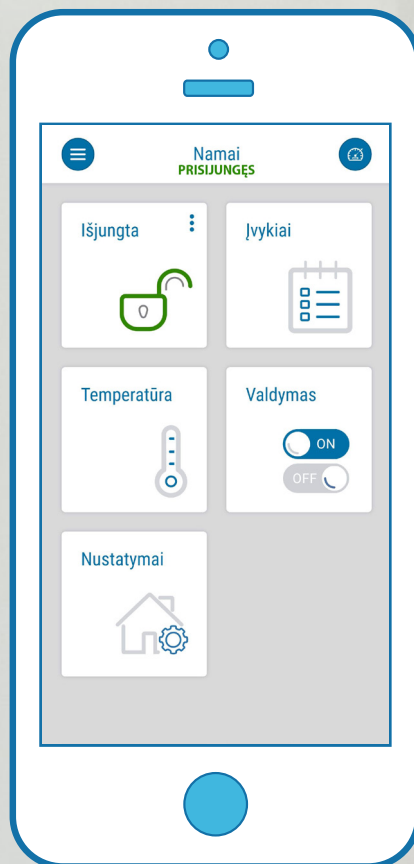 Namai
PRISIJUNGĘS
Išjungta
Įvykiai
Temperatūra
Valdymas
ON
OFF
Nustatymai